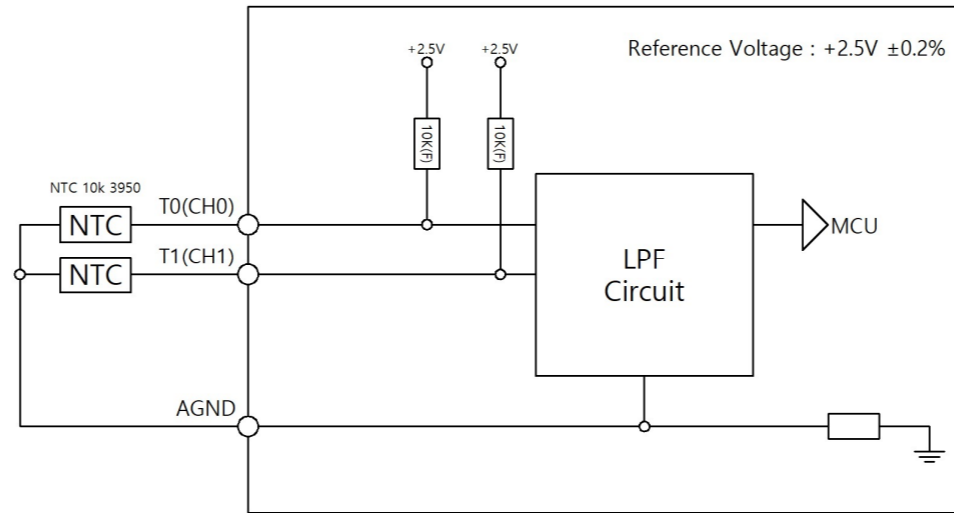 +2.5V
+2.5V
Reference Voltage : +2.5V ±0.2%
10K(F)
10K(F)
NTC 10k 3950
NTC
T0(CH0)
NTC
T1(CH1)
LPF
Circuit
MCU
AGND